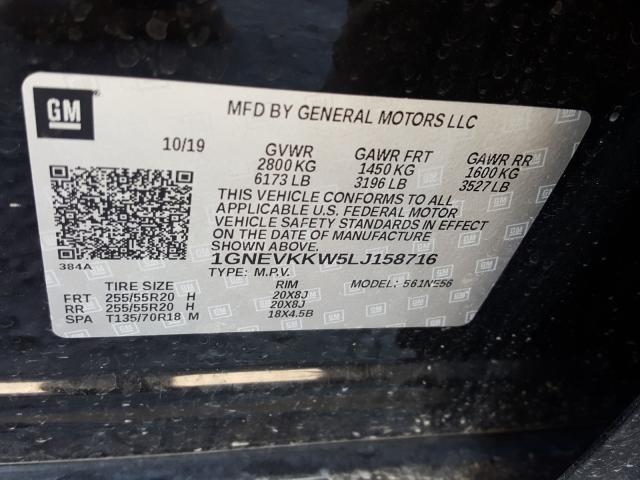 GM
MFD BY GENERAL MOTORS LLC
10/19 GVWR GAWR FRT GAWR RR
2800 KG 1450 KG 1600 KG
6173 LB 3196 LB 3527 LB
THIS VEHICLE CONFORMS TO ALL
APPLICABLE U.S. FEDERAL MOTOR
VEHICLE SAFETY STANDARDS IN EFFECT
ON THE DATE OF MANUFACTURE
SHOWN ABOVE.
384A
1GNEVKKW5LJ158716
TYPE: M.P.V. MODEL: 561NE56
TIRE SIZE RIM
FRT 255/55R20 H 20X8J
RR 255/55R20 H 20X8J
SPA T135/70R18 M 18X4.5B